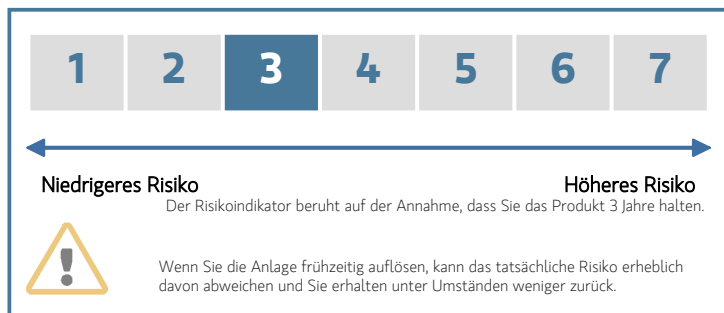 1 2 3 4 5 6 7
Niedrigeres Risiko Höheres Risiko
Der Risikoindikator beruht auf der Annahme, dass Sie das Produkt 3 Jahre halten.
!
Wenn Sie die Anlage frühzeitig auflösen, kann das tatsächliche Risiko erheblich
davon abweichen und Sie erhalten unter Umständen weniger zurück.